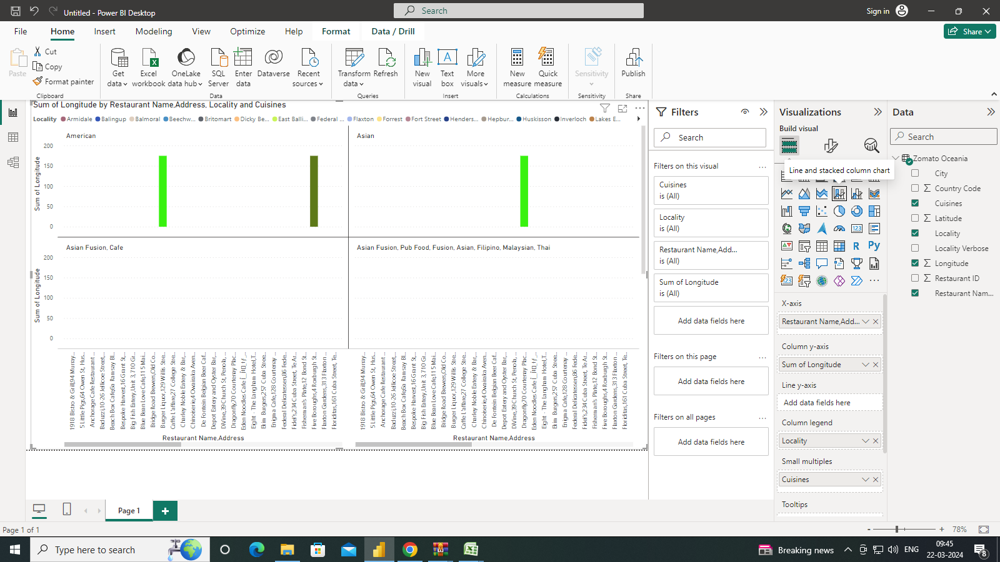 Untitled - Power BI Desktop
Search
Sign in
File
Home
Insert
Modeling
View
Optimize
Help
Format
Data / Drill
Share
Paste
Cut
Copy
Format painter
Clipboard
Get data
Excel workbook
OneLake data hub
SQL Server
Enter data
Dataverse
Recent sources
Data
Transform data
Refresh
Queries
New visual
Text box
More visuals
Insert
New measure
Quick measure
Calculations
Sensitivity
Sensitivity
Publish
Share
Sum of Longitude by Restaurant Name,Address, Locality and Cuisines
Locality
Armidale
Balingup
Balmoral
Beechw...
Britomart
Dicky Be...
East Balli...
Federal ...
Flaxton
Forrest
Fort Street
Henders...
Hepbur...
Huskisson
Inverloch
Lakes E...
American
Asian
Sum of Longitude
200
150
100
50
0
Asian Fusion, Cafe
Asian Fusion, Pub Food, Fusion, Asian, Filipino, Malaysian, Thai
Sum of Longitude
200
150
100
50
0
1918 Bistro & Grill,94 Murray...
5 Little Pigs,64 Owen St, Hus...
Anchorage Cafe Restaurant ...
Baduzzi,10-26 Jellicoe Street,...
Beach Box Cafe,6a Ramsay Bl...
Bespoke Harvest,16 Grant St,...
Big Fish Eatery,Unit 3, 710 Gr...
Blue Bean Love Cafe,115 Mai...
Bridge Road Brewers,Old Co...
Burger Liquor,129 Willis Stre...
Caffe L'affare,27 College Stre...
Charley Noble Eatery & Bar,...
Chinoiserie,4 Owairaka Aven...
De Fontein Belgian Beer Caf...
Depot Eatery and Oyster Bar,...
DiVine,39 Church St, Penola, ...
Dragonfly,70 Courtenay Plac...
Eight - The Langham Hotel,T...
Ekim Burgers,257 Cuba Stree...
Enigma Cafe,128 Courtenay ...
Federal Delicatessen,86 Fede...
Fidel's,234 Cuba Street, Te Ar...
Fisherman's Plate,12 Bond St...
Five Boroughs,4 Roxburgh St...
Flaxton Gardens,313 Flaxton ...
Floriditas,161 Cuba Street, Te...
1918 Bistro & Grill,94 Murray...
5 Little Pigs,64 Owen St, Hus...
Anchorage Cafe Restaurant ...
Baduzzi,10-26 Jellicoe Street,...
Beach Box Cafe,6a Ramsay Bl...
Bespoke Harvest,16 Grant St,...
Big Fish Eatery,Unit 3, 710 Gr...
Blue Bean Love Cafe,115 Mai...
Bridge Road Brewers,Old Co...
Burger Liquor,129 Willis Stre...
Caffe L'affare,27 College Stre...
Charley Noble Eatery & Bar,...
Chinoiserie,4 Owairaka Aven...
De Fontein Belgian Beer Caf...
Depot Eatery and Oyster Bar,...
DiVine,39 Church St, Penola, ...
Dragonfly,70 Courtenay Plac...
Eight - The Langham Hotel,T...
Ekim Burgers,257 Cuba Stree...
Enigma Cafe,128 Courtenay ...
Federal Delicatessen,86 Fede...
Fidel's,234 Cuba Street, Te Ar...
Fisherman's Plate,12 Bond St...
Five Boroughs,4 Roxburgh St...
Flaxton Gardens,313 Flaxton ...
Floriditas,161 Cuba Street, Te...
Restaurant Name,Address
Restaurant Name,Address
Filters
Search
Filters on this visual
Cuisines
is (All)
Locality
is (All)
Restaurant Name,Add...
is (All)
Sum of Longitude
is (All)
Add data fields here
Filters on this page
Add data fields here
Filters on all pages
Add data fields here
Visualizations
Build visual
Line and stacked column chart
123
R
Py
123
X-axis
Restaurant Name,Add...
Column y-axis
Sum of Longitude
Line y-axis
Add data fields here
Column legend
Locality
Small multiples
Cuisines
Tooltips
Data
Search
Zomato Oceania
City
Country Code
Cuisines
Latitude
Locality
Locality Verbose
Longitude
Restaurant ID
Restaurant Nam...
Page 1
Page 1 of 1
78%
Type here to search
Breaking news
ENG
09:45
22-03-2024
8